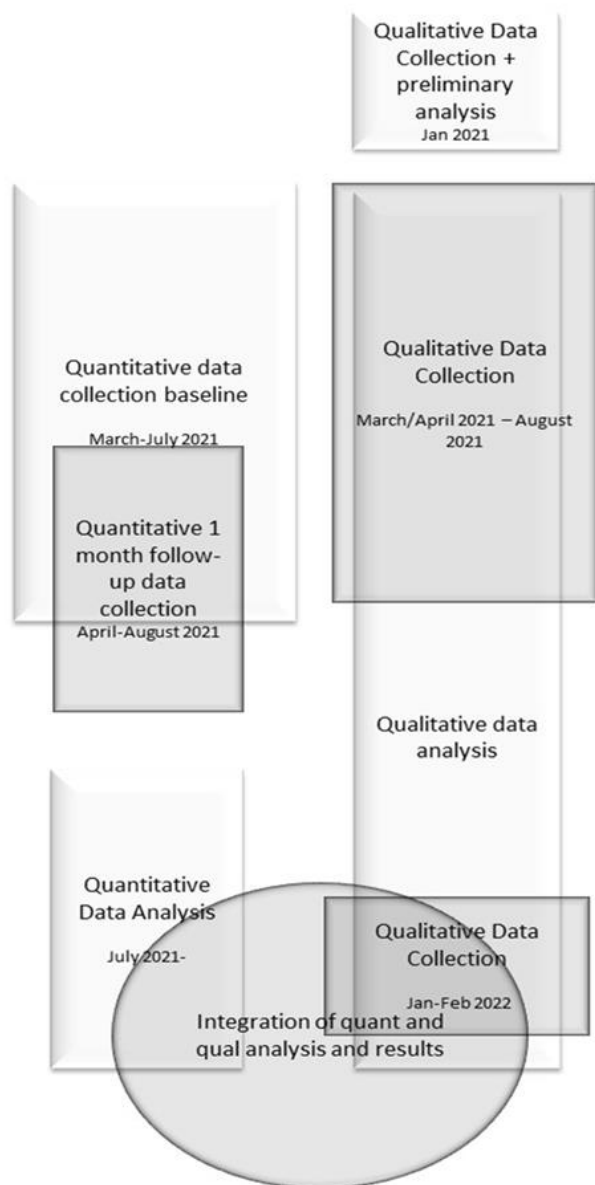 Qualitative Data
Collection +
preliminary
analysis
Jan 2021
Quantitative data
collection baseline
March-July 2021
Qualitative Data
Collection
March/April 2021 – August
2021
Quantitative 1
month follow-
up data
collection
April-August 2021
Qualitative data
analysis
Quantitative
Data Analysis
July 2021-
Qualitative Data
Collection
Jan-Feb 2022
Integration of quant and
qual analysis and results